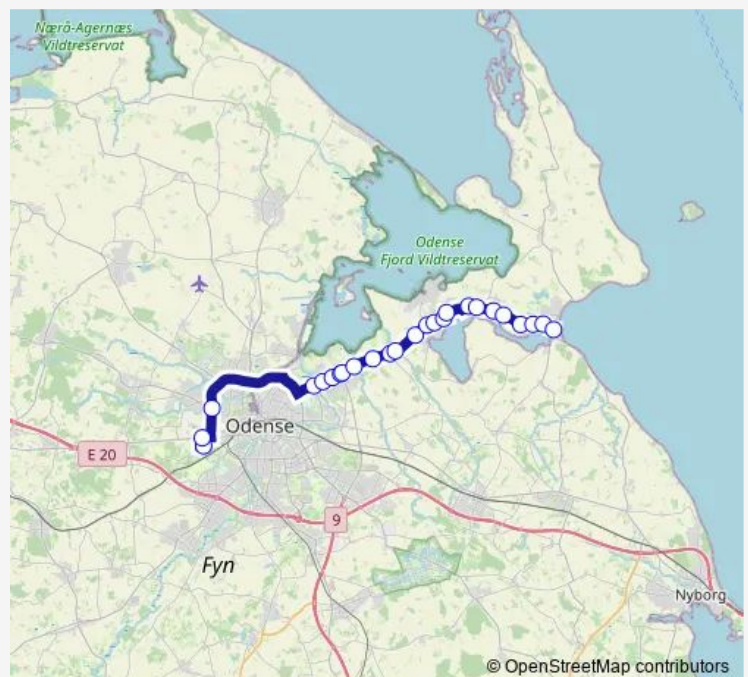 Nærå-Agernæs
Vildtreservat
Odense
Fjord Vildtreservat
Odense
E 20
9
Fyn
Nyborg
© OpenStreetMap contributors